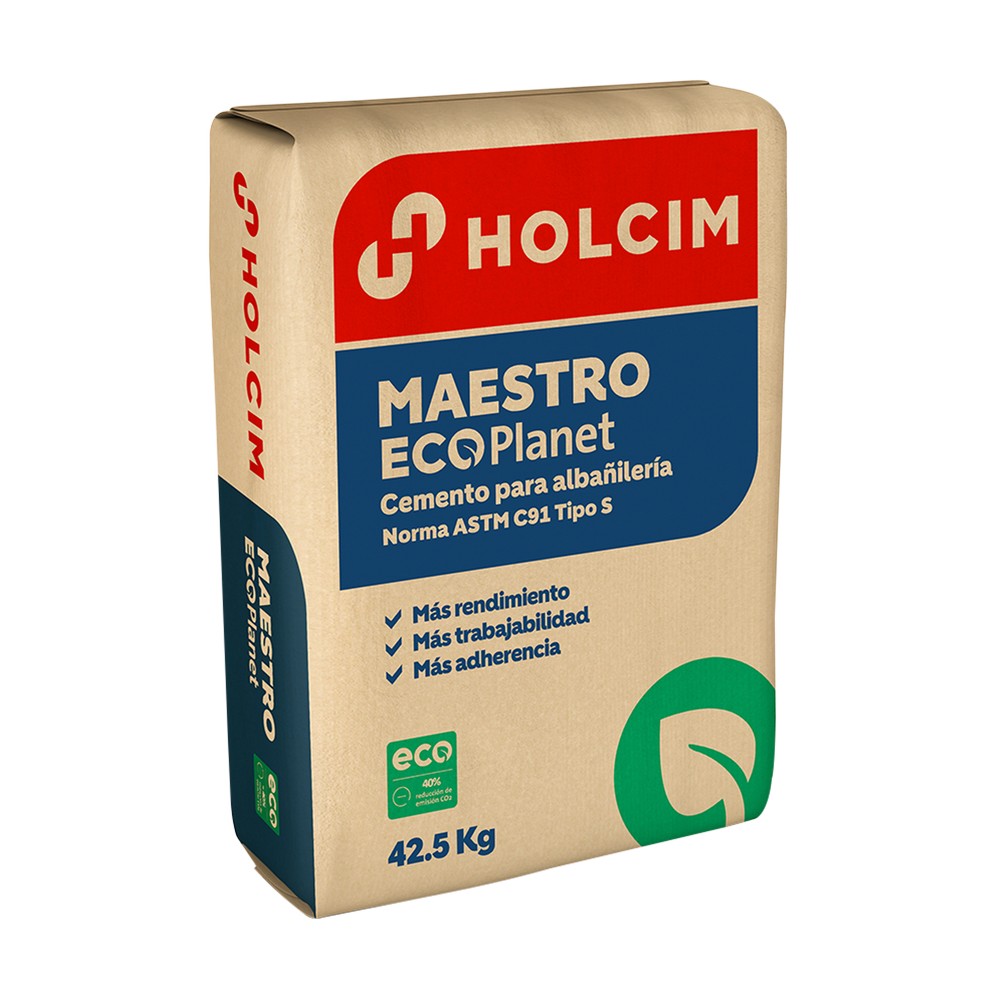 HOLCIM
MAESTRO
ECOPlanet
Cemento para albañilería
Norma ASTM C91 Tipo S
Más rendimiento
Más trabajabilidad
Más adherencia
eco
40%
reducción de
emisión CO₂
42.5 Kg
HOLCIM
MAESTRO
ECOPlanet
eco